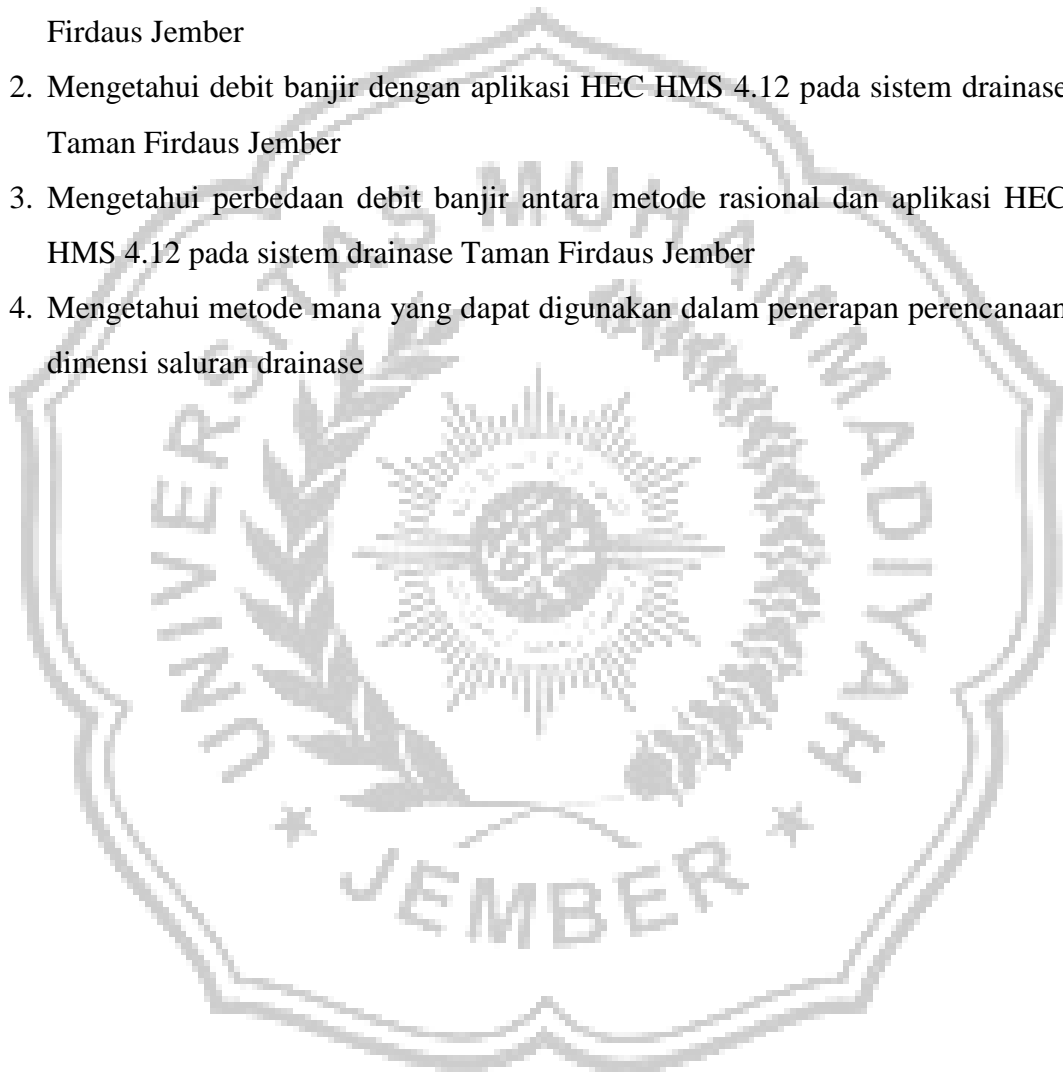 Firdaus Jember
2. Mengetahui debit banjir dengan aplikasi HEC HMS 4.12 pada sistem drainase
Taman Firdaus Jember
3. Mengetahui perbedaan debit banjir antara metode rasional dan aplikasi HEC
HMS 4.12 pada sistem drainase Taman Firdaus Jember
4. Mengetahui metode mana yang dapat digunakan dalam penerapan perencanaan
dimensi saluran drainase
UNIVERSITAS MUHAMMADIYAH
JEMBER